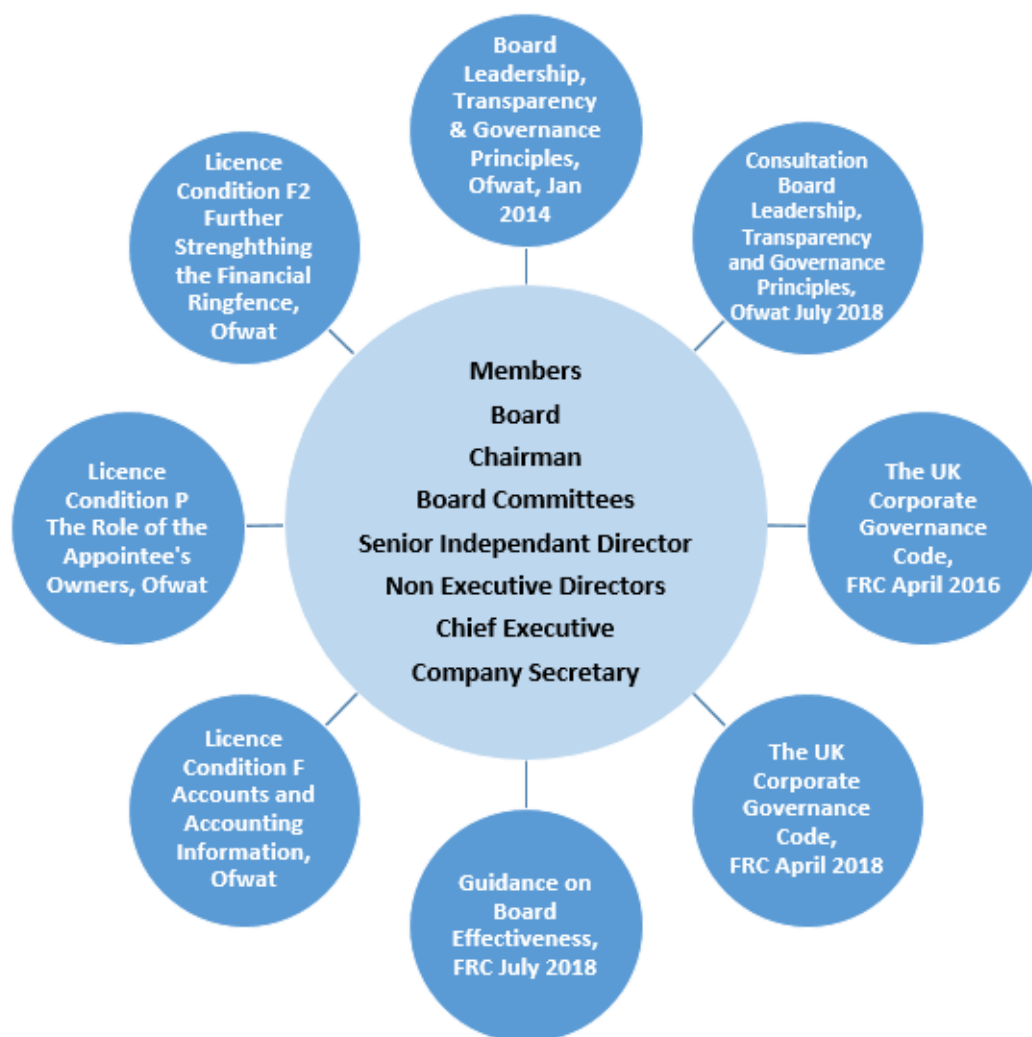 Board
Leadership,
Transparency
& Governance
Principles,
Ofwat, Jan
2014
Consultation
Board
Leadership,
Transparency
and Governance
Principles,
Ofwat July 2018
The UK
Corporate
Governance
Code,
FRC April 2016
The UK
Corporate
Governance
Code,
FRC April 2018
Guidance on
Board
Effectiveness,
FRC July 2018
Licence
Condition F
Accounts and
Accounting
Information,
Ofwat
Licence
Condition P
The Role of the
Appointee's
Owners, Ofwat
Licence
Condition F2
Further
Strenghthing
the Financial
Ringfence,
Ofwat
Members
Board
Chairman
Board Committees
Senior Independant Director
Non Executive Directors
Chief Executive
Company Secretary